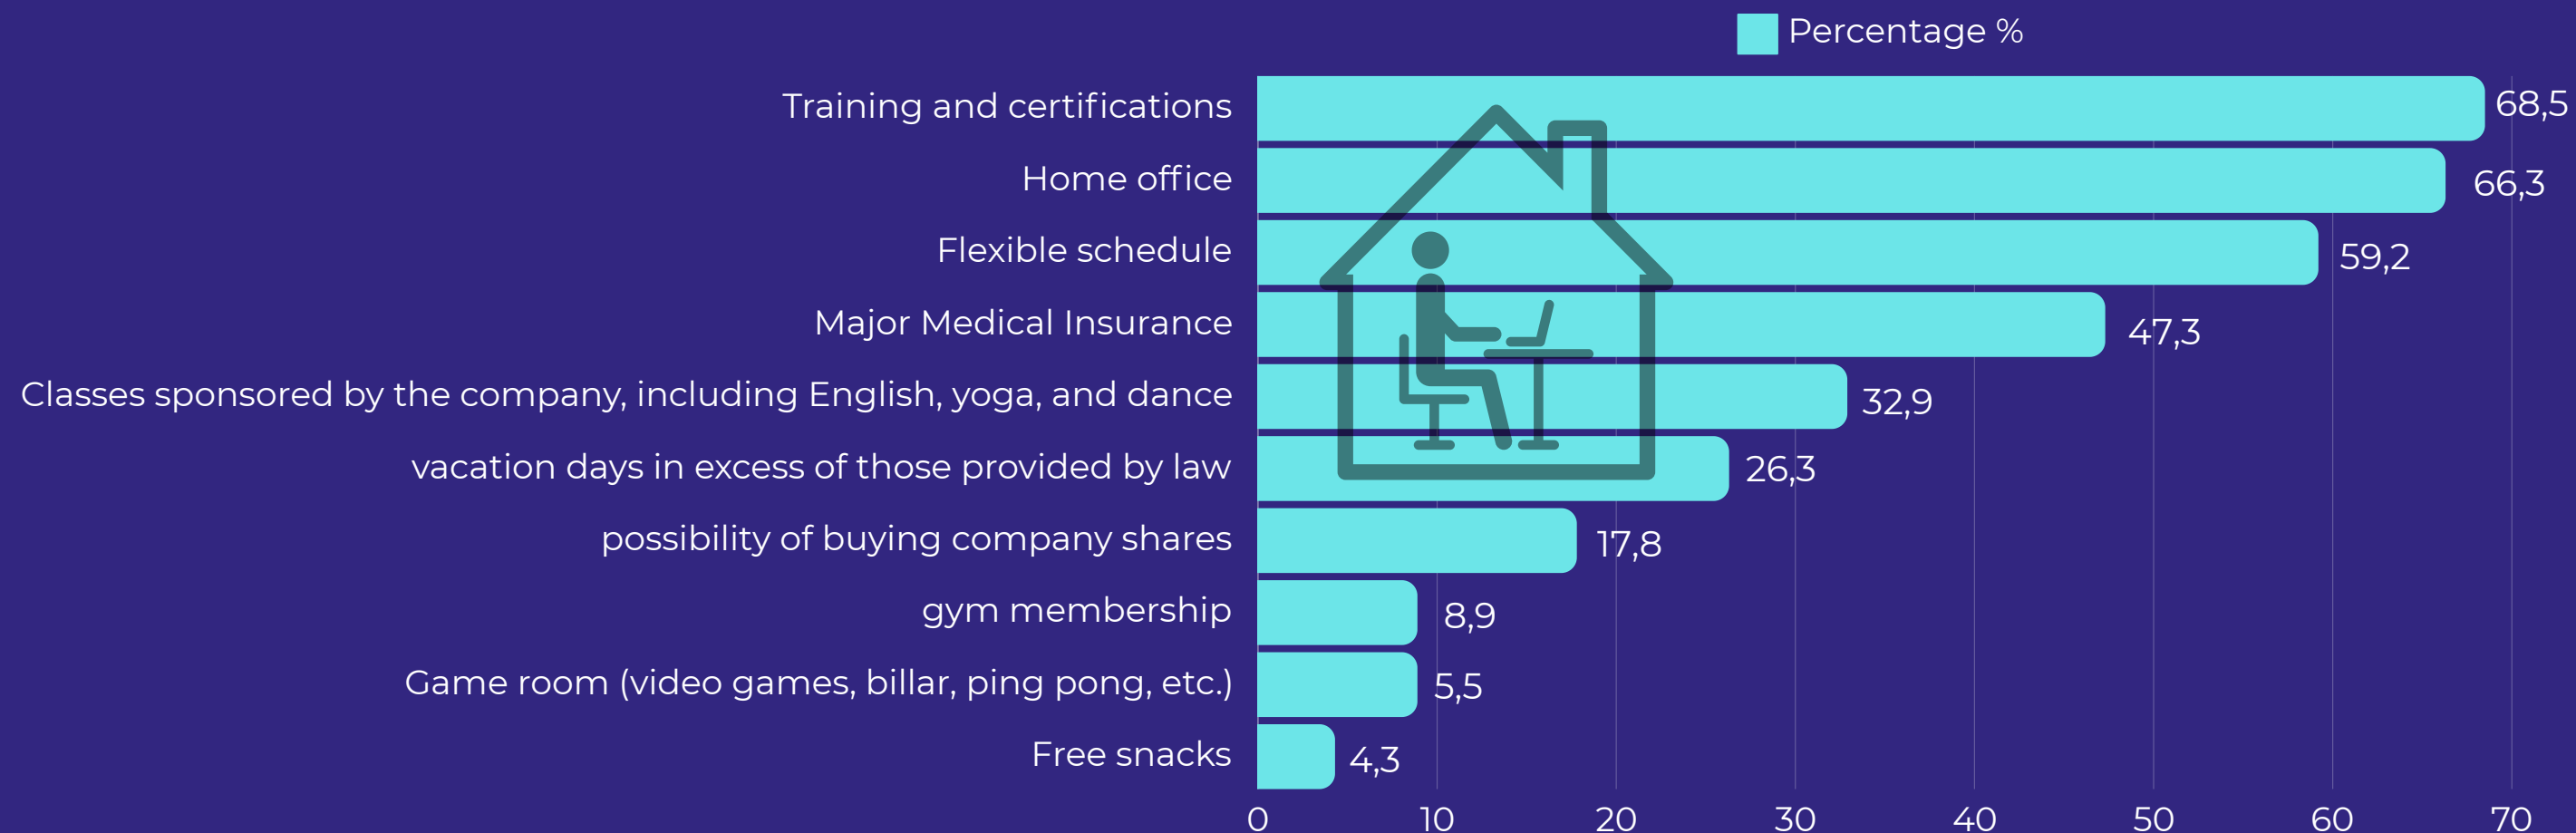 Percentage %
Training and certifications 68,5
Home office 66,3
Flexible schedule 59,2
Major Medical Insurance 47,3
Classes sponsored by the company, including English, yoga, and dance 32,9
vacation days in excess of those provided by law 26,3
possibility of buying company shares 17,8
gym membership 8,9
Game room (video games, billar, ping pong, etc.) 5,5
Free snacks 4,3
0 10 20 30 40 50 60 70